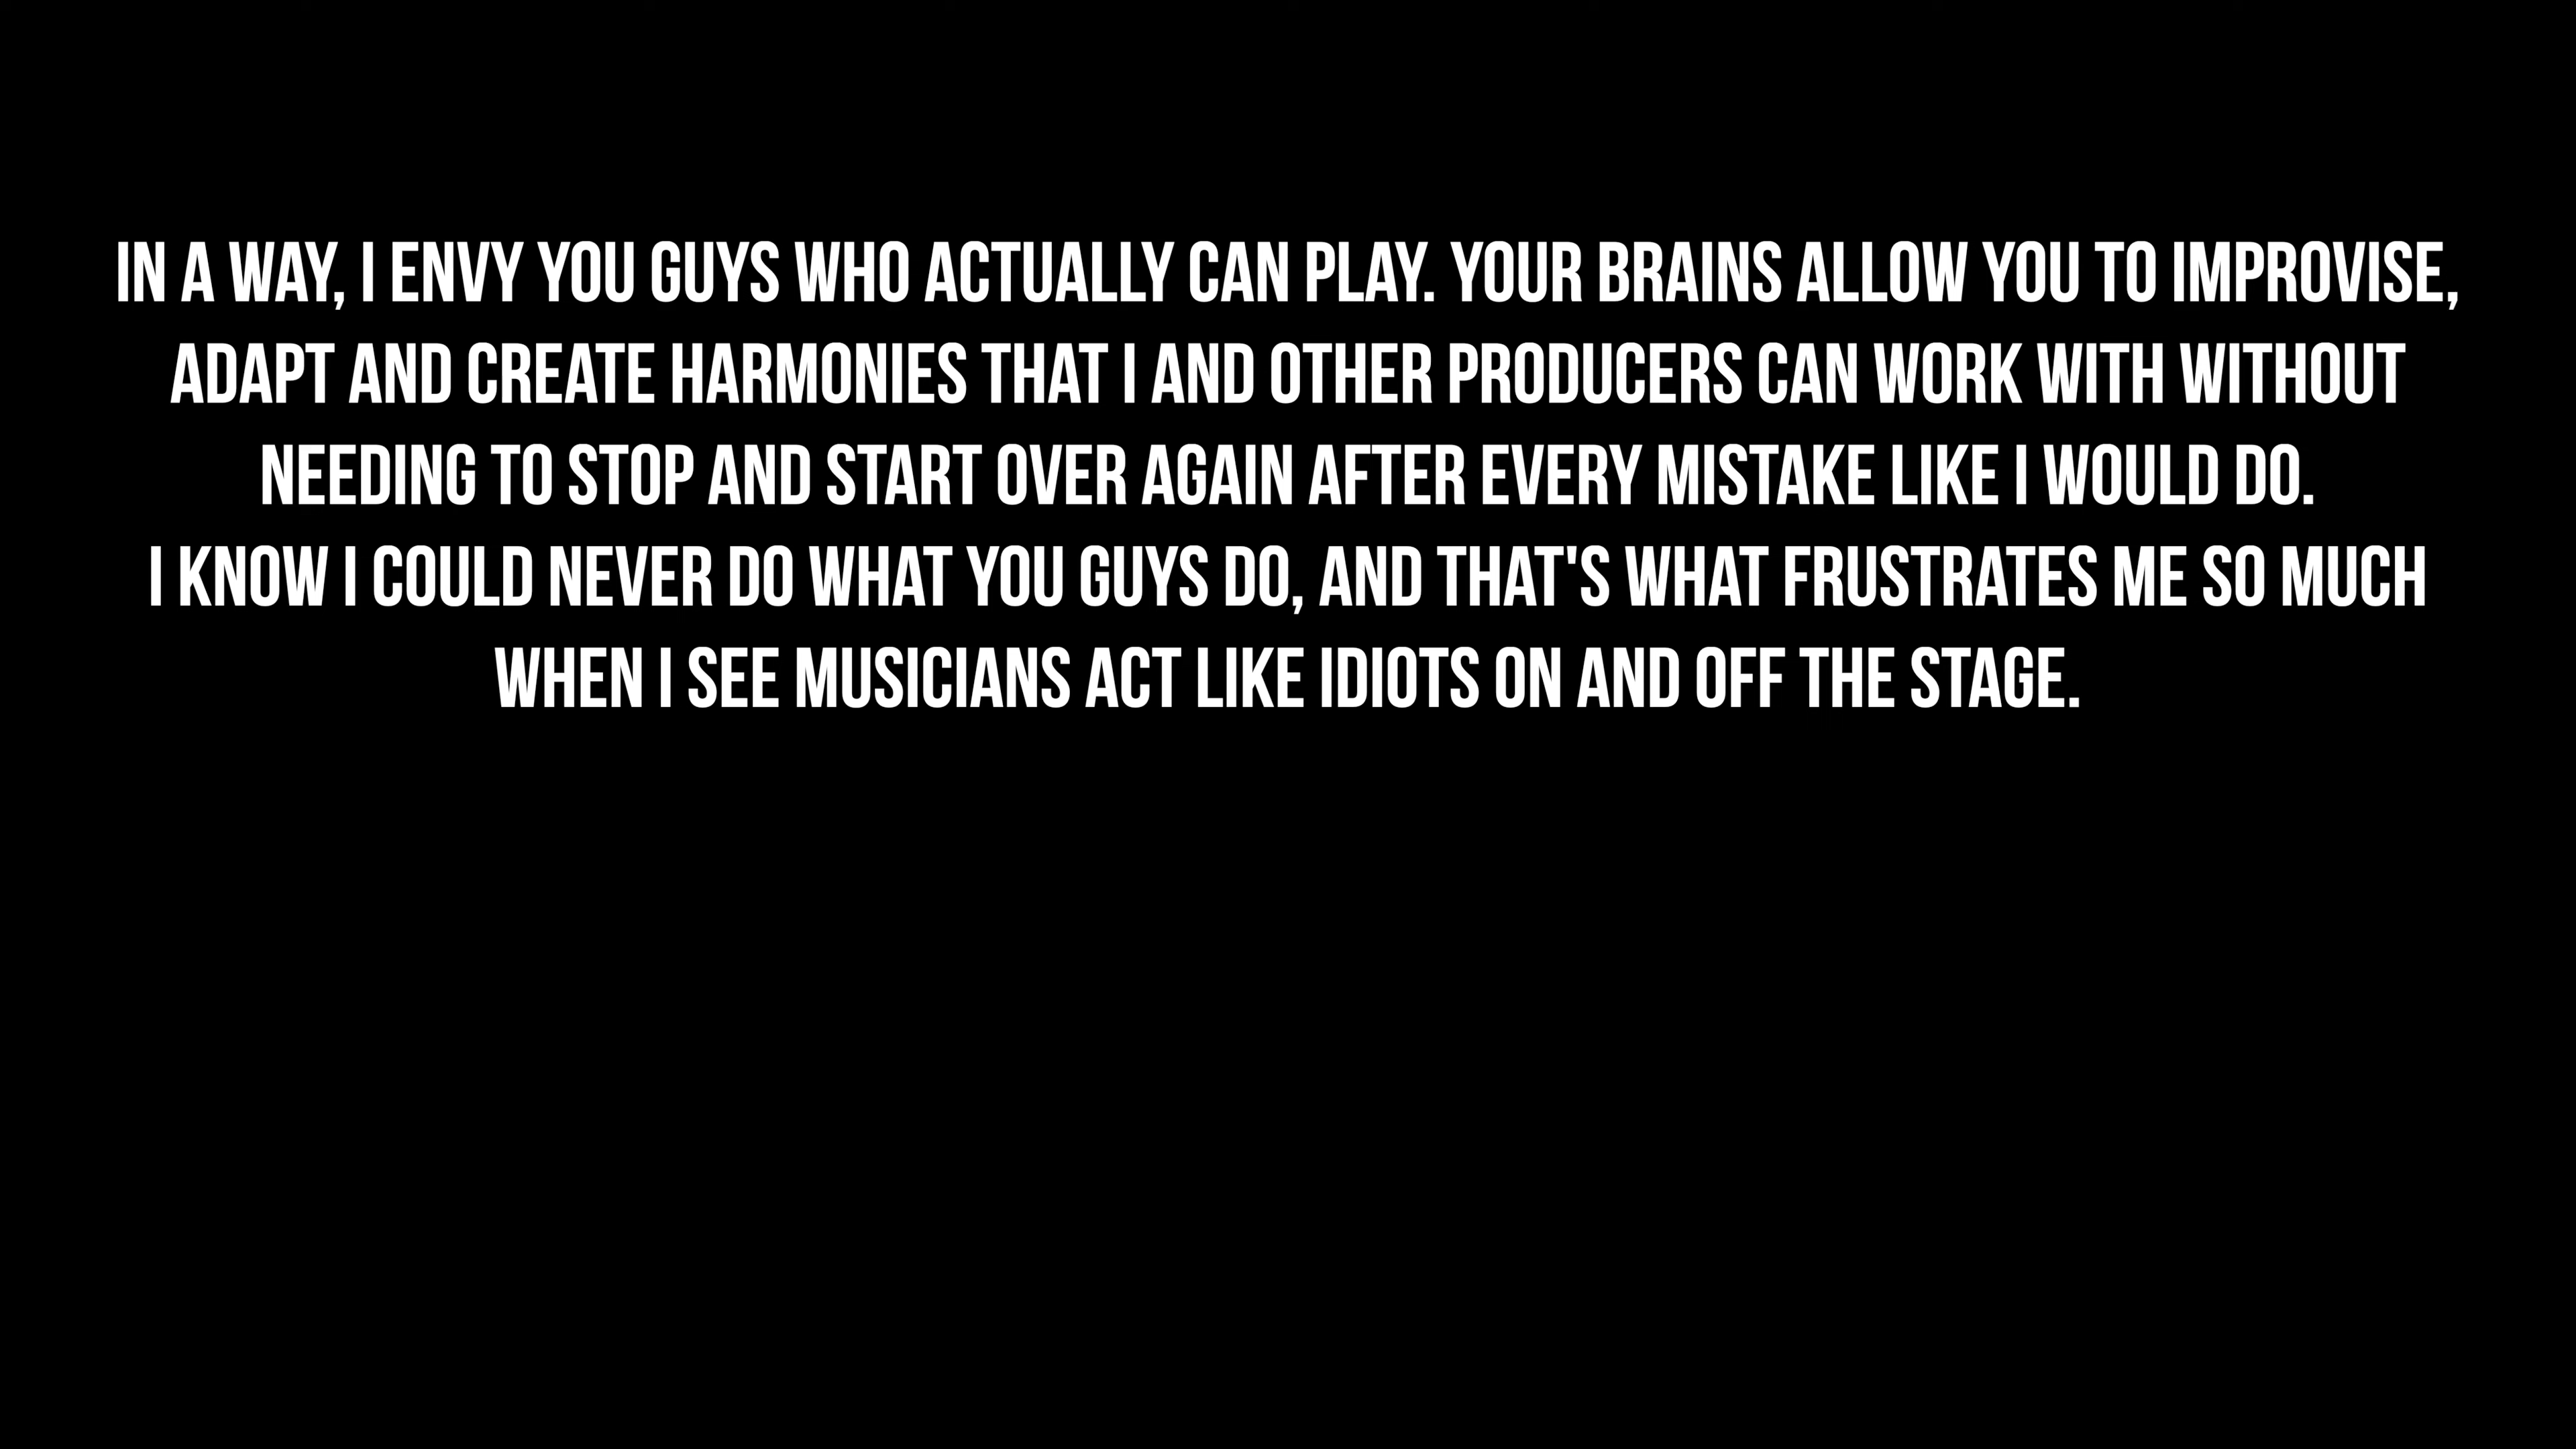 IN A WAY, I ENVY YOU GUYS WHO ACTUALLY CAN PLAY. YOUR BRAINS ALLOW YOU TO IMPROVISE,
ADAPT AND CREATE HARMONIES THAT I AND OTHER PRODUCERS CAN WORK WITH WITHOUT
NEEDING TO STOP AND START OVER AGAIN AFTER EVERY MISTAKE LIKE I WOULD DO.
I KNOW I COULD NEVER DO WHAT YOU GUYS DO, AND THAT'S WHAT FRUSTRATES ME SO MUCH
WHEN I SEE MUSICIANS ACT LIKE IDIOTS ON AND OFF THE STAGE.